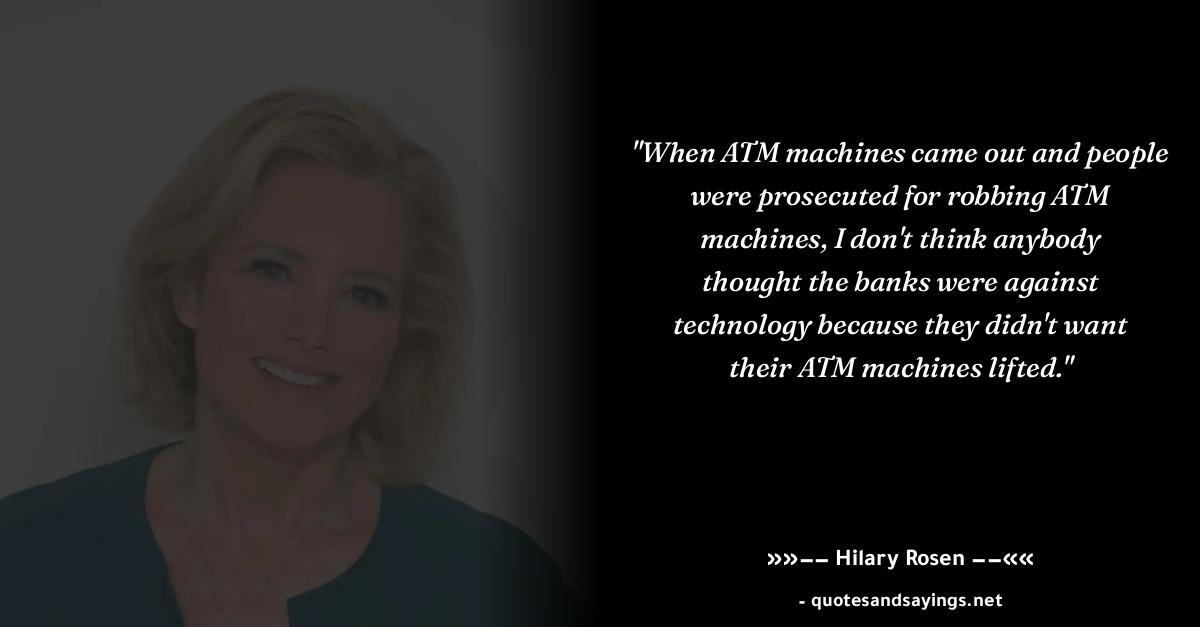 "When ATM machines came out and people
were prosecuted for robbing ATM
machines, I don't think anybody
thought the banks were against
technology because they didn't want
their ATM machines lifted."
»»−− Hilary Rosen −−««
- quotesandsayings.net